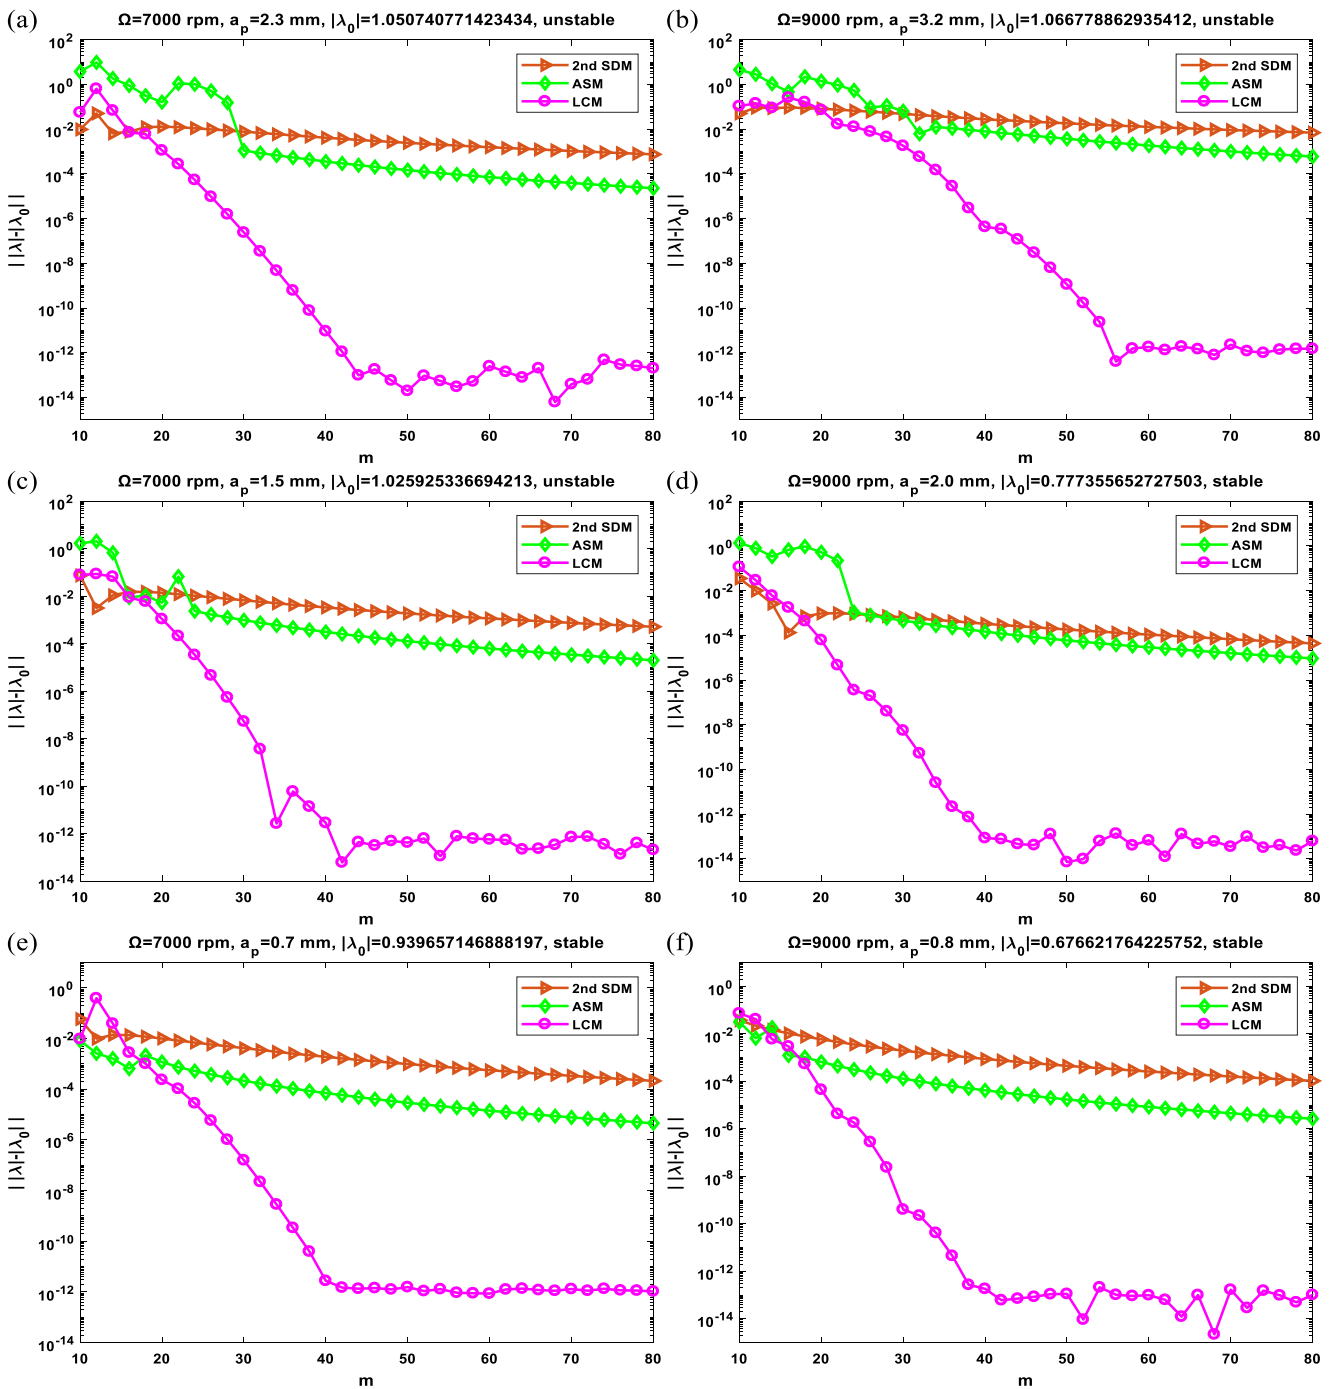 (a)
Ω=7000 rpm, a_p=2.3 mm, |λ_0|=1.050740771423434, unstable
10^2
10^0
10^-2
10^-4
10^-6
10^-8
10^-10
10^-12
10^-14
||λ|-|λ_0||
2nd SDM
ASM
LCM
10 20 30 40 50 60 70 80
m
(b)
Ω=9000 rpm, a_p=3.2 mm, |λ_0|=1.066778862935412, unstable
10^2
10^0
10^-2
10^-4
10^-6
10^-8
10^-10
10^-12
10^-14
||λ|-|λ_0||
2nd SDM
ASM
LCM
10 20 30 40 50 60 70 80
m
(c)
Ω=7000 rpm, a_p=1.5 mm, |λ_0|=1.025925336694213, unstable
10^2
10^0
10^-2
10^-4
10^-6
10^-8
10^-10
10^-12
10^-14
||λ|-|λ_0||
2nd SDM
ASM
LCM
10 20 30 40 50 60 70 80
m
(d)
Ω=9000 rpm, a_p=2.0 mm, |λ_0|=0.777355652727503, stable
10^2
10^0
10^-2
10^-4
10^-6
10^-8
10^-10
10^-12
10^-14
||λ|-|λ_0||
2nd SDM
ASM
LCM
10 20 30 40 50 60 70 80
m
(e)
Ω=7000 rpm, a_p=0.7 mm, |λ_0|=0.939657146888197, stable
10^0
10^-2
10^-4
10^-6
10^-8
10^-10
10^-12
10^-14
||λ|-|λ_0||
2nd SDM
ASM
LCM
10 20 30 40 50 60 70 80
m
(f)
Ω=9000 rpm, a_p=0.8 mm, |λ_0|=0.676621764225752, stable
10^0
10^-2
10^-4
10^-6
10^-8
10^-10
10^-12
10^-14
||λ|-|λ_0||
2nd SDM
ASM
LCM
10 20 30 40 50 60 70 80
m